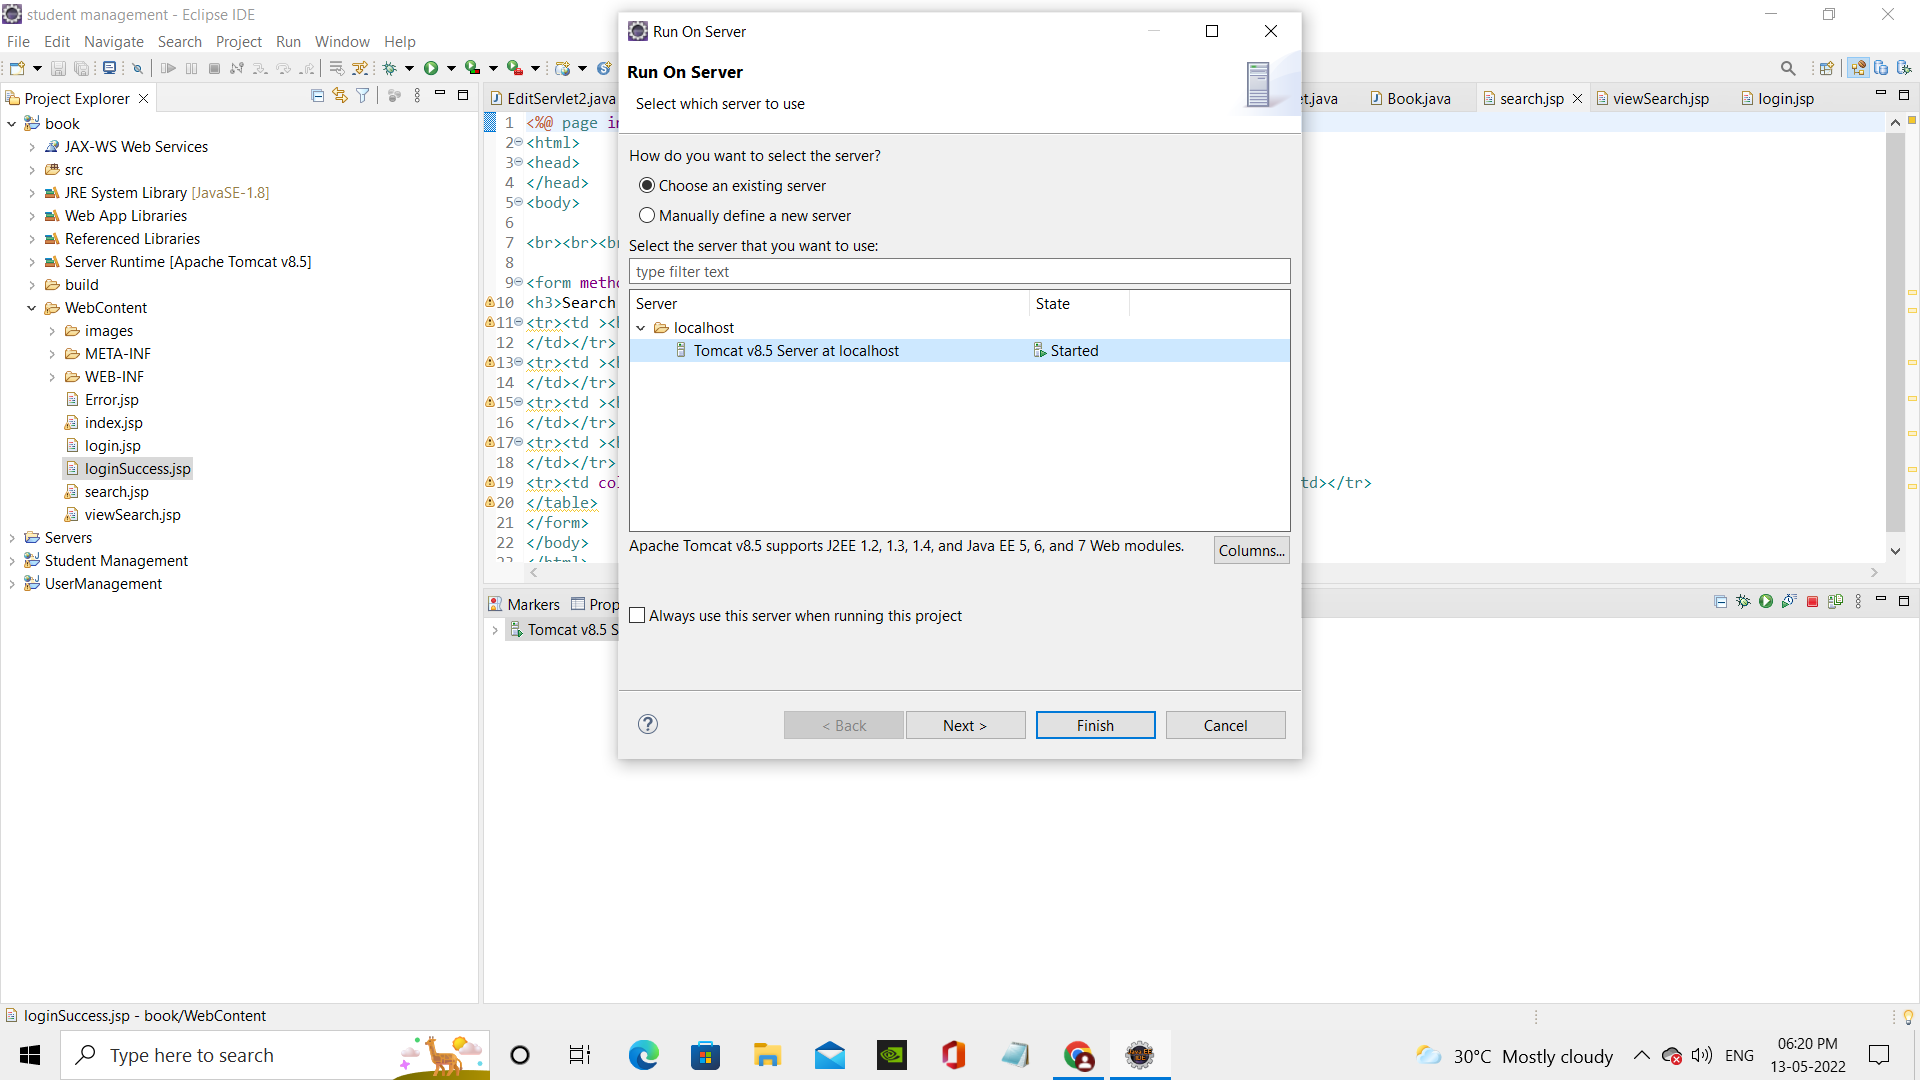 student management - Eclipse IDE
File Edit Navigate Search Project Run Window Help
Project Explorer
book
JAX-WS Web Services
src
JRE System Library [JavaSE-1.8]
Web App Libraries
Referenced Libraries
Server Runtime [Apache Tomcat v8.5]
build
WebContent
images
META-INF
WEB-INF
Error.jsp
index.jsp
login.jsp
loginSuccess.jsp
search.jsp
viewSearch.jsp
Servers
Student Management
UserManagement
EditServlet2.java
et.java Book.java search.jsp viewSearch.jsp login.jsp
1 <%@ page in
2 <html>
3 <head>
4 </head>
5 <body>
6
7 <br><br><br
8
9 <form metho
10 <h3>Search
11 <tr><td ><b
12 </td></tr>
13 <tr><td ><b
14 </td></tr>
15 <tr><td ><b
16 </td></tr>
17 <tr><td ><b
18 </td></tr>
19 <tr><td col td></tr>
20 </table>
21 </form>
22 </body>
23 </html>
Markers Prop
Tomcat v8.5 S
Run On Server
Run On Server
Select which server to use
How do you want to select the server?
Choose an existing server
Manually define a new server
Select the server that you want to use:
type filter text
Server State
localhost
Tomcat v8.5 Server at localhost Started
Apache Tomcat v8.5 supports J2EE 1.2, 1.3, 1.4, and Java EE 5, 6, and 7 Web modules.
Columns...
Always use this server when running this project
< Back Next > Finish Cancel
loginSuccess.jsp - book/WebContent
Type here to search
30°C Mostly cloudy
ENG
06:20 PM
13-05-2022